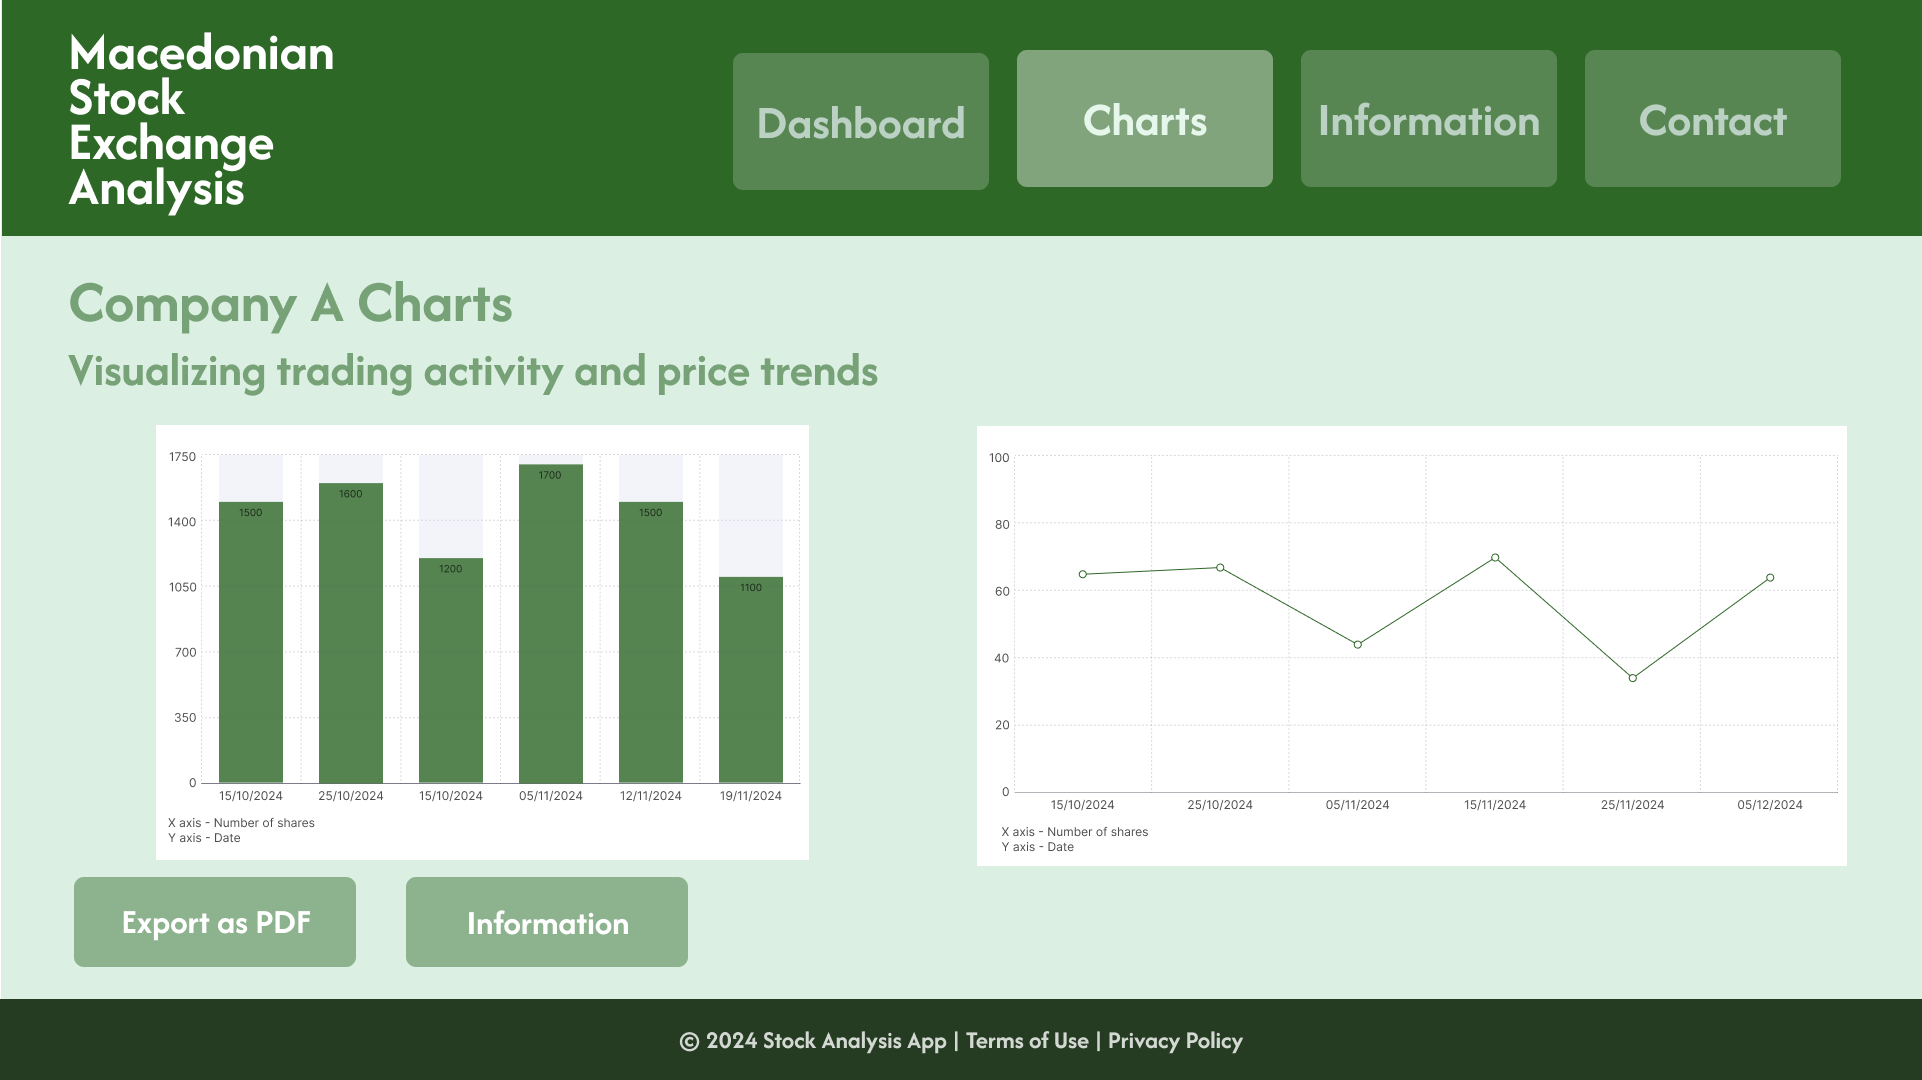 Macedonian
Stock
Exchange
Analysis
Dashboard
Charts
Information
Contact
Company A Charts
Visualizing trading activity and price trends
1750
1400
1050
700
350
0
1500
1600
1200
1700
1500
1100
15/10/2024 25/10/2024 15/10/2024 05/11/2024 12/11/2024 19/11/2024
X axis - Number of shares
Y axis - Date
100
80
60
40
20
0
15/10/2024 25/10/2024 05/11/2024 15/11/2024 25/11/2024 05/12/2024
X axis - Number of shares
Y axis - Date
Export as PDF
Information
© 2024 Stock Analysis App | Terms of Use | Privacy Policy